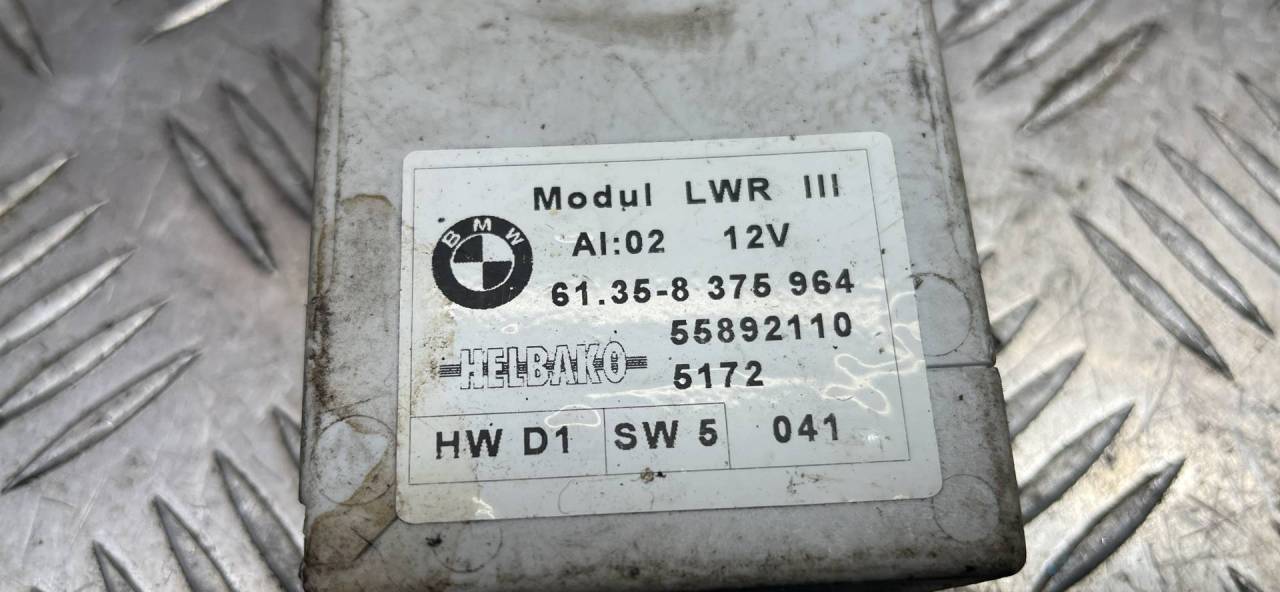 Modul LWR III
BMW
AI:02 12V
61.35-8 375 964
55892110
HELBAKO
5172
HW D1 SW 5 041